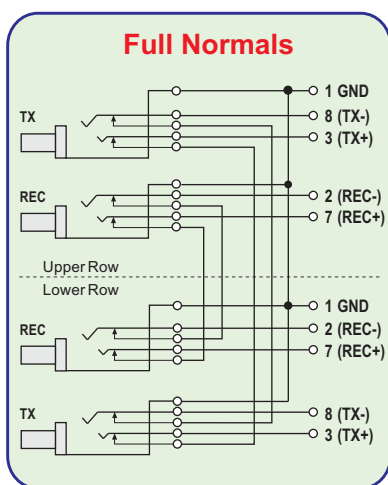 Full Normals
1 GND
TX
8 (TX-)
3 (TX+)
REC
2 (REC-)
7 (REC+)
Upper Row
Lower Row
1 GND
REC
2 (REC-)
7 (REC+)
TX
8 (TX-)
3 (TX+)